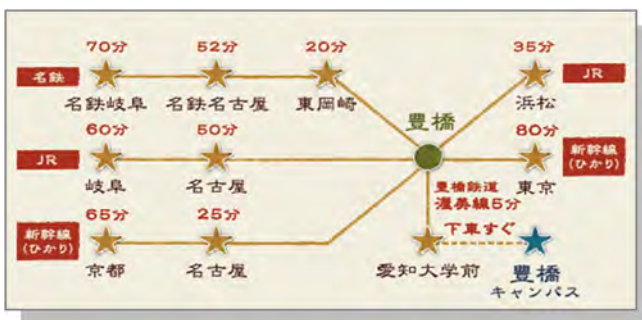 70分 52分 20分 35分
名鉄 JR
名鉄岐阜 名鉄名古屋 東岡崎 浜松
豊橋
60分 50分 80分
JR 新幹線
(ひかり)
岐阜 名古屋 東京
豊橋鉄道
渥美線5分
65分 25分
下車すぐ
新幹線
(ひかり)
京都 名古屋 愛知大学前 豊橋
キャンパス